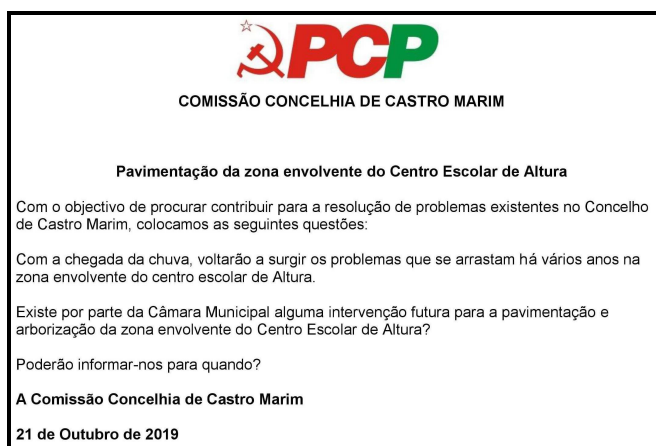 PCP
COMISSÃO CONCELHIA DE CASTRO MARIM
Pavimentação da zona envolvente do Centro Escolar de Altura
Com o objectivo de procurar contribuir para a resolução de problemas existentes no Concelho
de Castro Marim, colocamos as seguintes questões:
Com a chegada da chuva, voltarão a surgir os problemas que se arrastam há vários anos na
zona envolvente do centro escolar de Altura.
Existe por parte da Câmara Municipal alguma intervenção futura para a pavimentação e
arborização da zona envolvente do Centro Escolar de Altura?
Poderão informar-nos para quando?
A Comissão Concelhia de Castro Marim
21 de Outubro de 2019